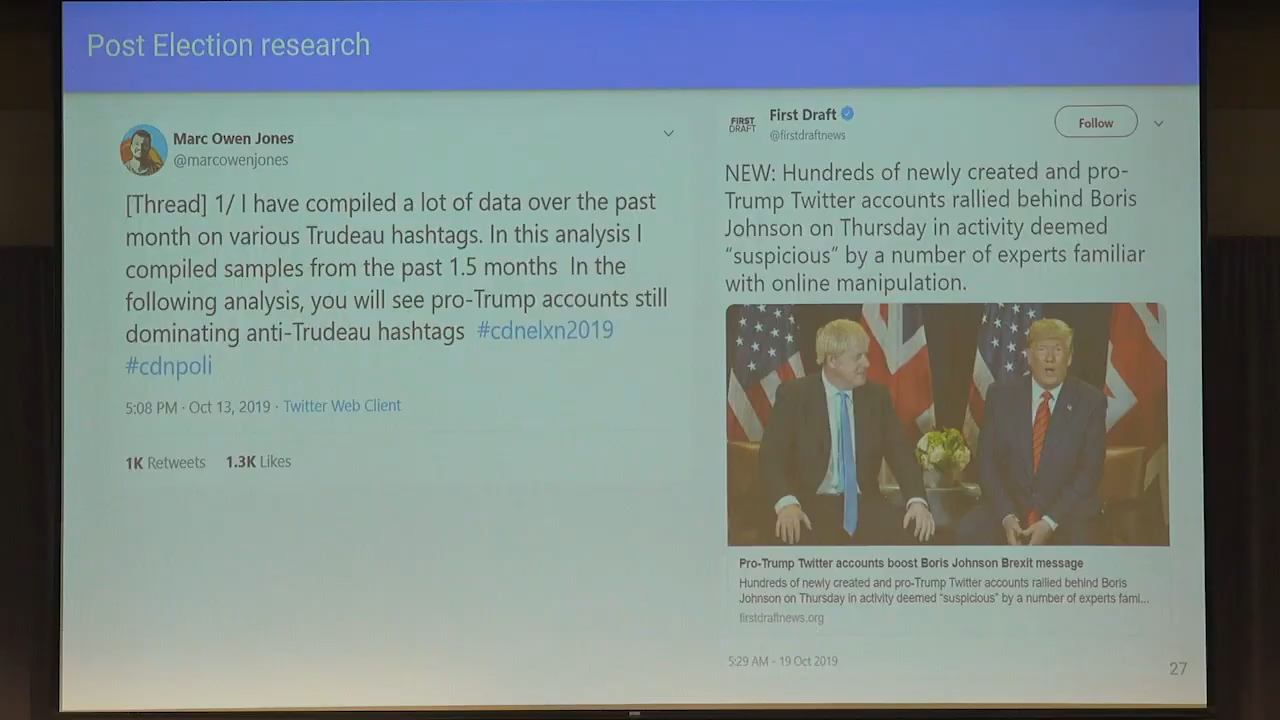 Post Election research
Marc Owen Jones
@marcowenjones
[Thread] 1/ I have compiled a lot of data over the past
month on various Trudeau hashtags. In this analysis I
compiled samples from the past 1.5 months In the
following analysis, you will see pro-Trump accounts still
dominating anti-Trudeau hashtags #cdnelxn2019
#cdnpoli
5:08 PM · Oct 13, 2019 · Twitter Web Client
1K Retweets 1.3K Likes
FIRST
DRAFT
First Draft
@firstdraftnews
Follow
NEW: Hundreds of newly created and pro-
Trump Twitter accounts rallied behind Boris
Johnson on Thursday in activity deemed
“suspicious” by a number of experts familiar
with online manipulation.
Pro-Trump Twitter accounts boost Boris Johnson Brexit message
Hundreds of newly created and pro-Trump Twitter accounts rallied behind Boris
Johnson on Thursday in activity deemed “suspicious” by a number of experts fami...
firstdraftnews.org
5:29 AM - 19 Oct 2019
27